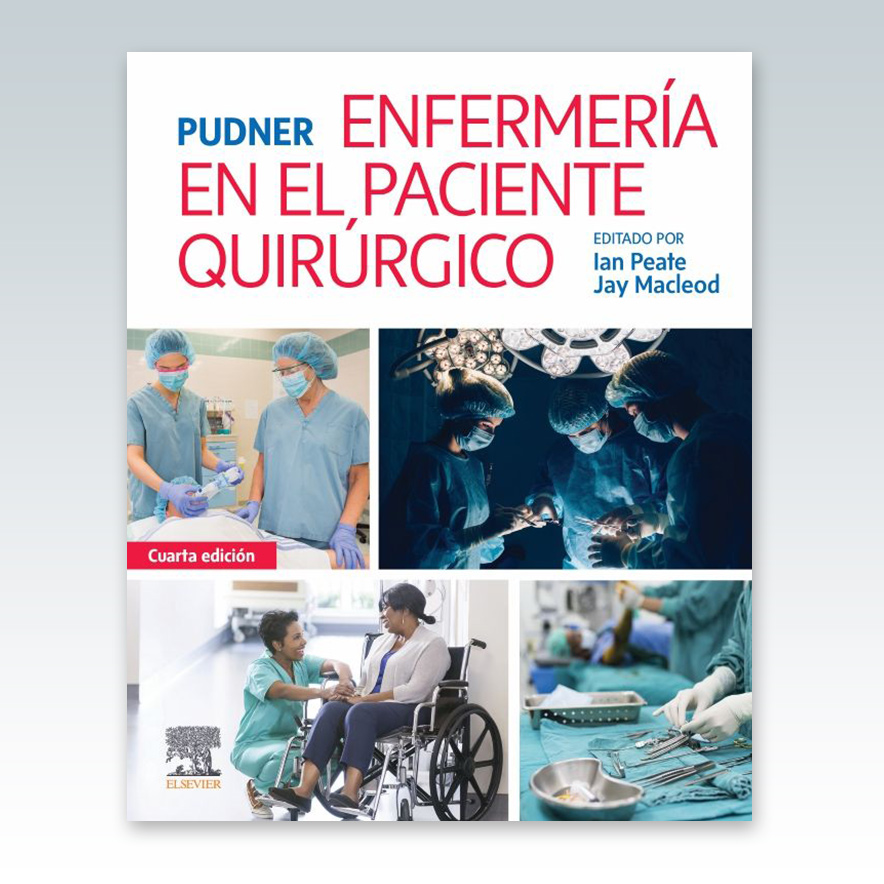 PUDNER ENFERMERÍA
EN EL PACIENTE
QUIRÚRGICO
EDITADO POR
Ian Peate
Jay Macleod
Cuarta edición
ELSEVIER